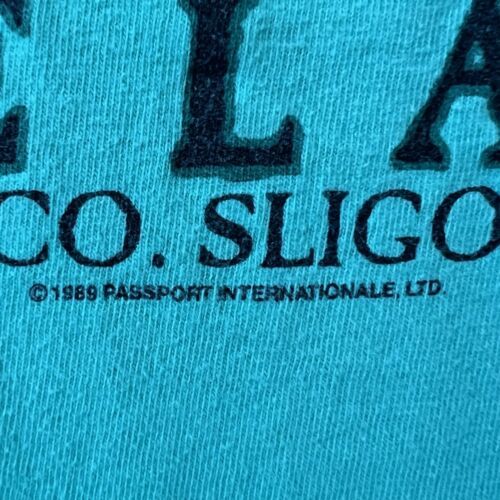 E L A
CO. SLIGO
© 1989 PASSPORT INTERNATIONALE, LTD.